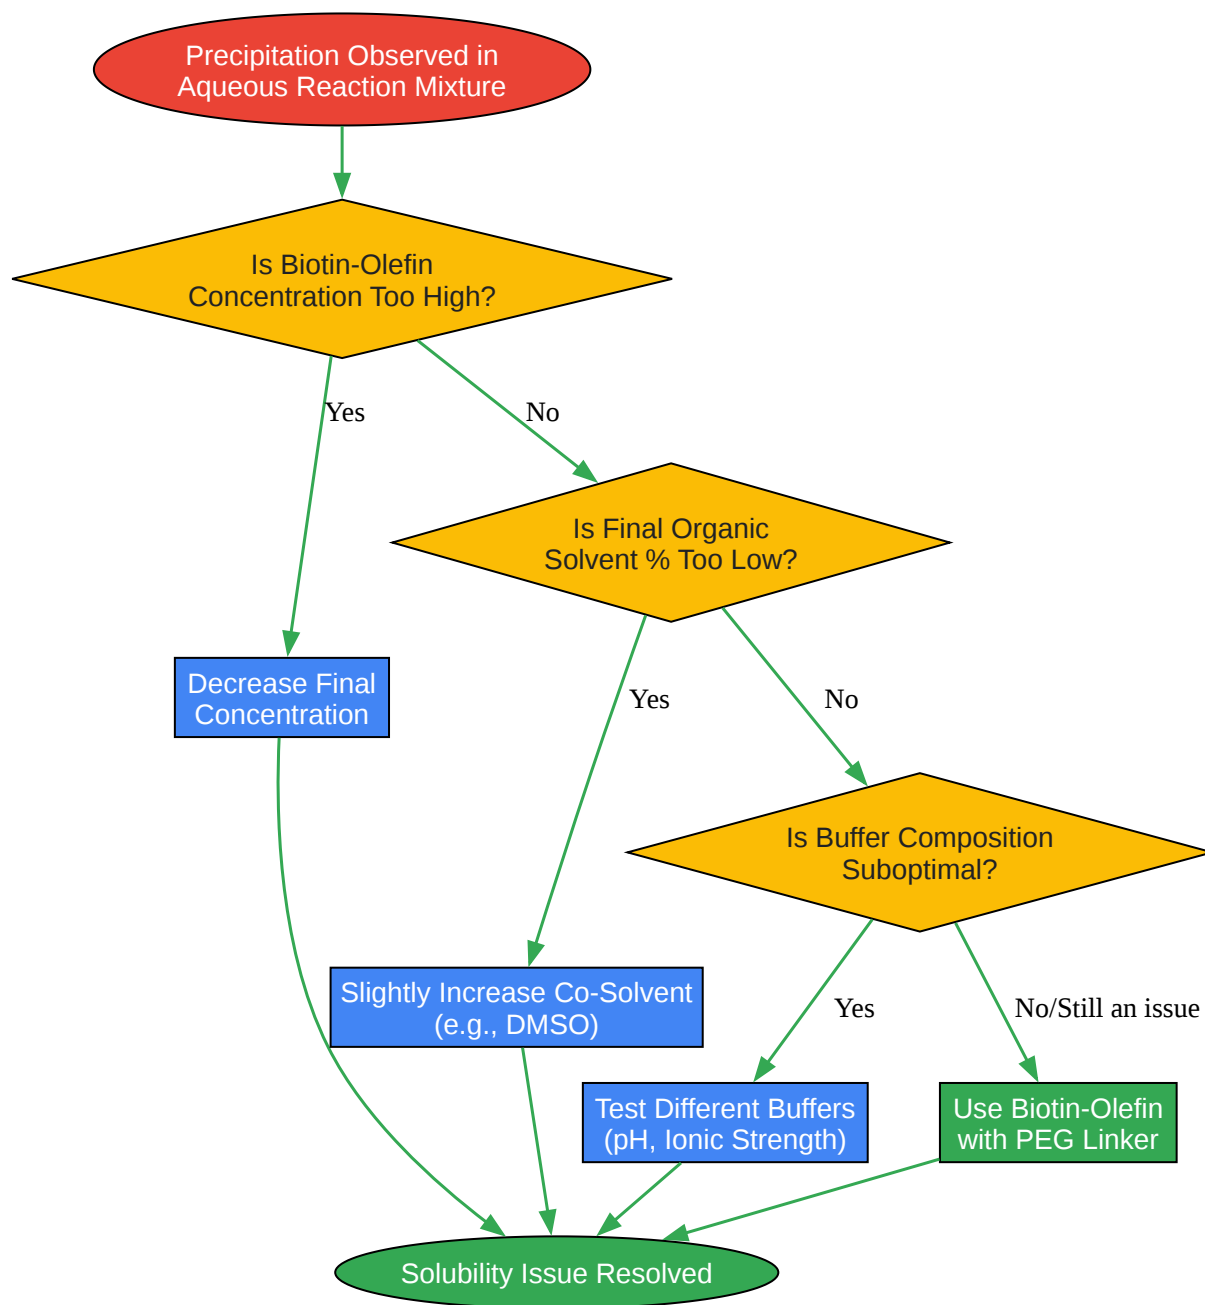 Precipitation Observed in
Aqueous Reaction Mixture
Is Biotin-Olefin
Concentration Too High?
Yes
No
Is Final Organic
Solvent % Too Low?
Decrease Final
Concentration
Yes
No
Is Buffer Composition
Suboptimal?
Slightly Increase Co-Solvent
(e.g., DMSO)
Yes
No/Still an issue
Test Different Buffers
(pH, Ionic Strength)
Use Biotin-Olefin
with PEG Linker
Solubility Issue Resolved